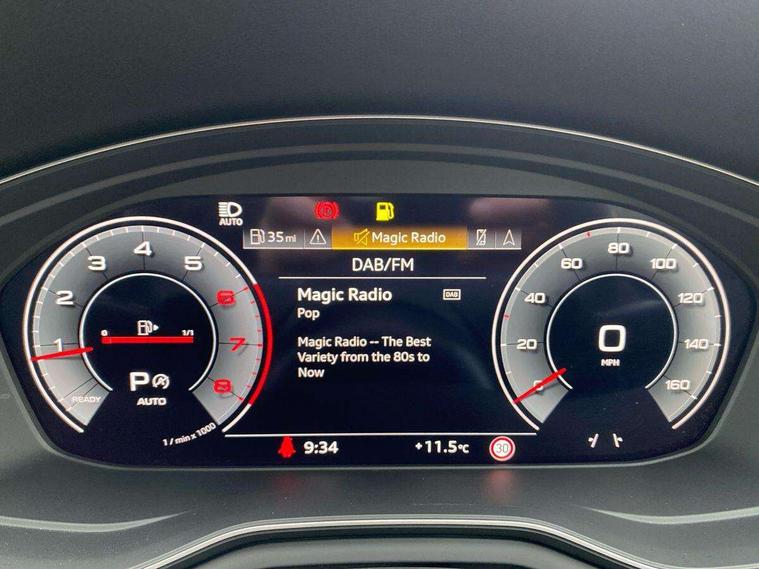 AUTO
35 mi
Magic Radio
DAB/FM
Magic Radio
DAB
Pop
Magic Radio -- The Best
Variety from the 80s to
Now
1
2
3
4
5
6
7
8
READY
1 / min x 1000
0
1/1
P
A
AUTO
0
20
40
60
80
100
120
140
160
0
MPH
9:34
+11.5°C
30